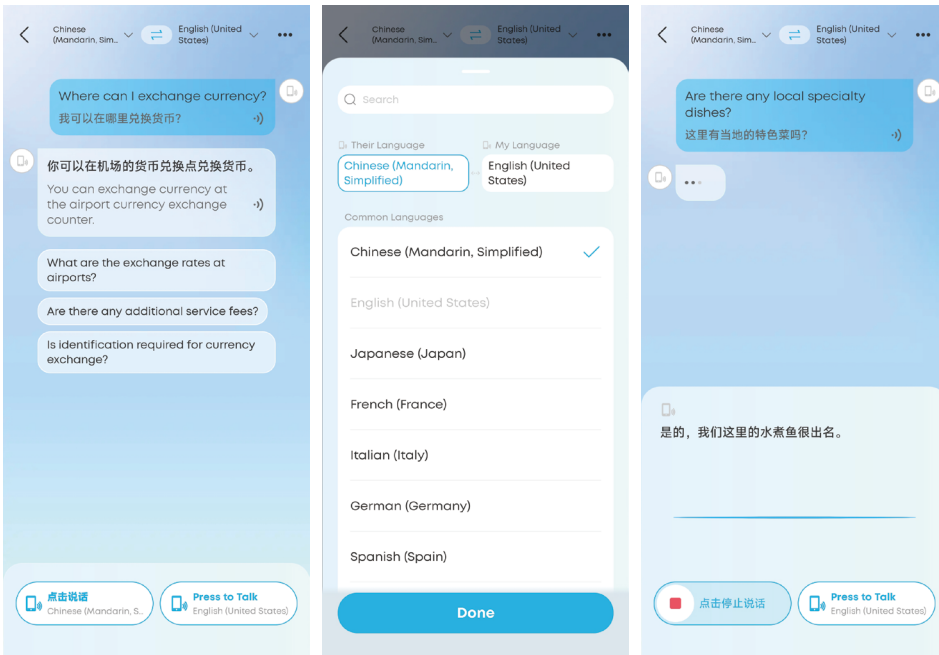 Chinese
(Mandarin, Sim...
English (United
States)
Where can I exchange currency?
我可以在哪里兑换货币？
你可以在机场的货币兑换点兑换货币。
You can exchange currency at
the airport currency exchange
counter.
What are the exchange rates at
airports?
Are there any additional service fees?
Is identification required for currency
exchange?
点击说话
Chinese (Mandarin, S...
Press to Talk
English (United States)
Chinese
(Mandarin, Sim...
English (United
States)
Search
Their Language
My Language
Chinese (Mandarin,
Simplified)
English (United
States)
Common Languages
Chinese (Mandarin, Simplified)
English (United States)
Japanese (Japan)
French (France)
Italian (Italy)
German (Germany)
Spanish (Spain)
Done
Chinese
(Mandarin, Sim...
English (United
States)
Are there any local specialty
dishes?
这里有当地的特色菜吗？
是的，我们这里的水煮鱼很出名。
点击停止说话
Press to Talk
English (United States)